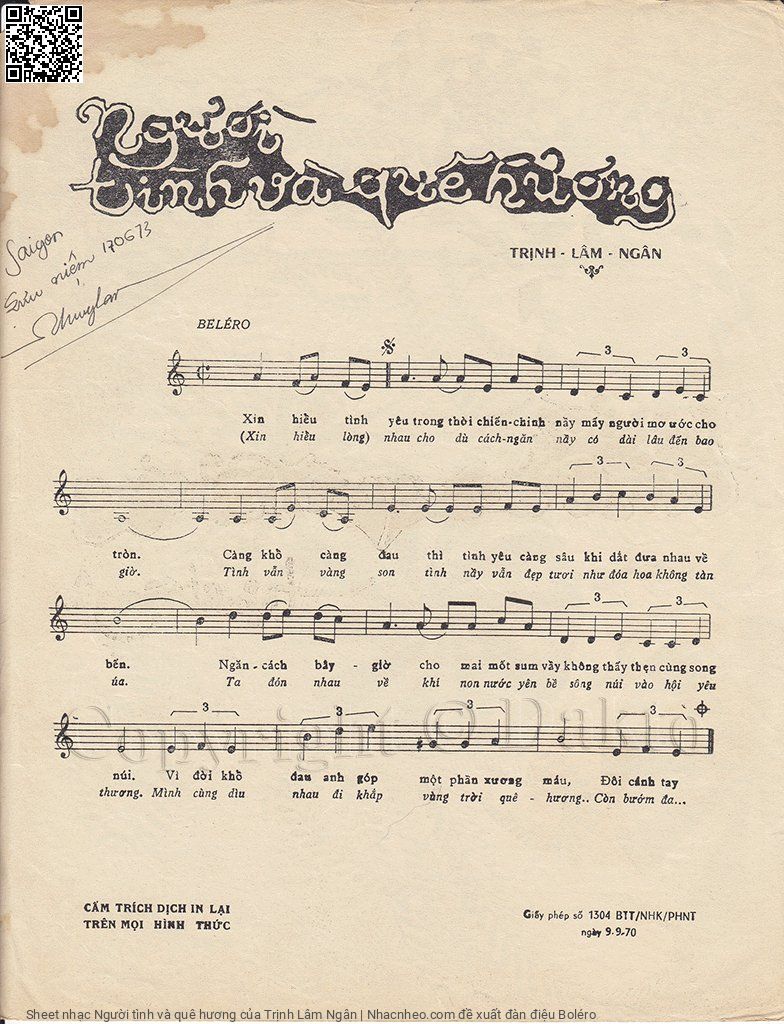 Người
tình và quê hương
TRỊNH - LÂM - NGÂN
Saigon
170673
BELÉRO
Xin hiểu tình yêu trong thời chiến-chinh nầy mấy người mơ ước cho
(Xin hiểu lòng) nhau cho dù cách-ngăn nầy có dài lâu đến bao
tròn. Càng khổ càng đau thì tình yêu càng sâu khi dắt đưa nhau về
giờ. Tình vẫn vàng son tình nầy vẫn đẹp tươi như đóa hoa không tàn
bến. Ngăn - cách bây - giờ cho mai mốt sum vầy không thấy thẹn cùng song
úa. Ta đón nhau về khi non nước yên bề sông núi vào hội yêu
núi. Vì đời khổ đau anh góp một phần xương máu, Đôi cánh tay
thương. Mình cùng dìu nhau đi khắp vùng trời quê - hương.. Còn bướm đa...
Copyright © Dakto
CẤM TRÍCH DỊCH IN LẠI
TRÊN MỌI HÌNH THỨC
Giấy phép số 1304 BTT/NHK/PHNT
ngày 9.9.70
Sheet nhạc Người tình và quê hương của Trịnh Lâm Ngân | Nhacnheo.com đề xuất đàn điệu Boléro